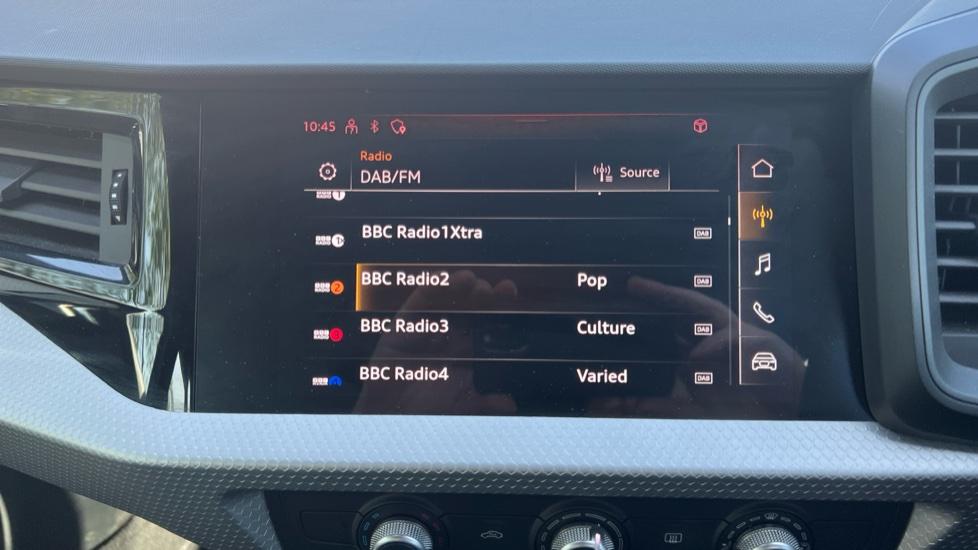 10:45
Radio
DAB/FM
Source
BBC Radio1Xtra DAB
BBC Radio2 Pop DAB
BBC Radio3 Culture DAB
BBC Radio4 Varied DAB